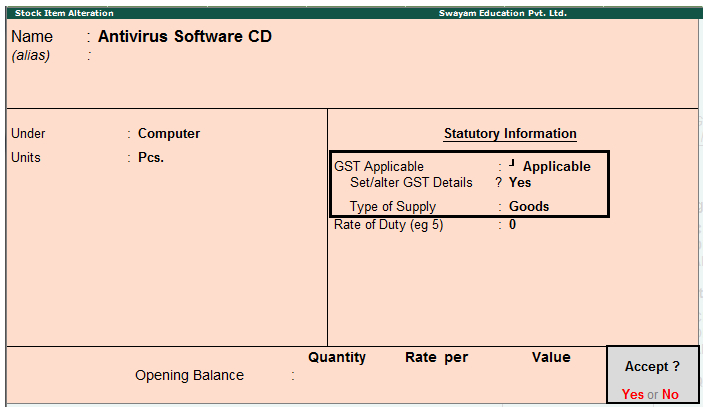 Stock Item Alteration Swayam Education Pvt. Ltd.
Name : Antivirus Software CD
(alias) :
Under : Computer
Units : Pcs.
Statutory Information
GST Applicable : ┘ Applicable
Set/alter GST Details ? Yes
Type of Supply : Goods
Rate of Duty (eg 5) : 0
Quantity Rate per Value
Opening Balance :
Accept ?
Yes or No